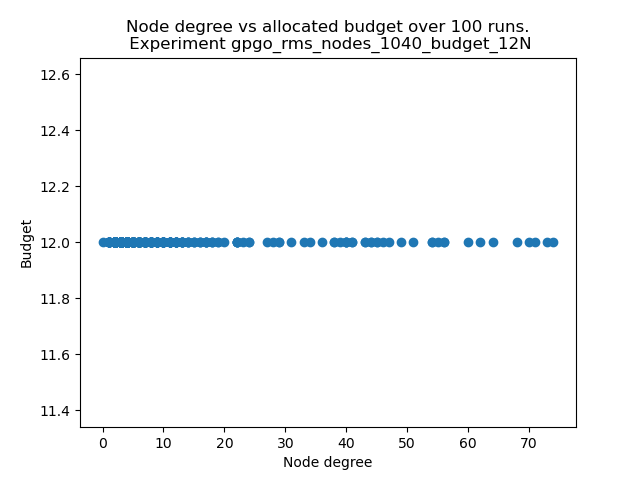 Node degree vs allocated budget over 100 runs.
Experiment gpgo_rms_nodes_1040_budget_12N
12.6
12.4
12.2
12.0
11.8
11.6
11.4
Budget
0 10 20 30 40 50 60 70
Node degree